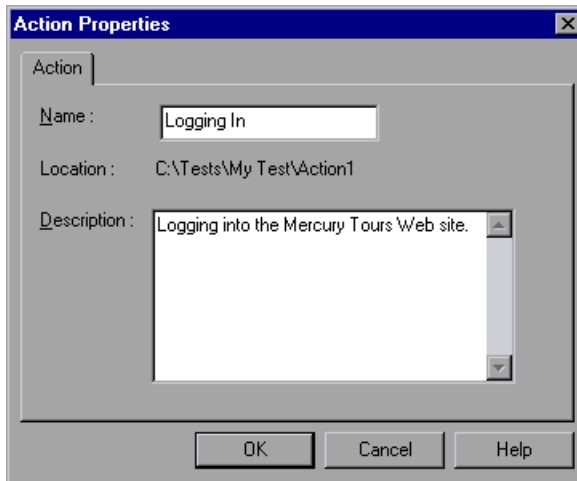 Action Properties
Action
Name : Logging In
Location : C:\Tests\My Test\Action1
Description : Logging into the Mercury Tours Web site.
OK Cancel Help